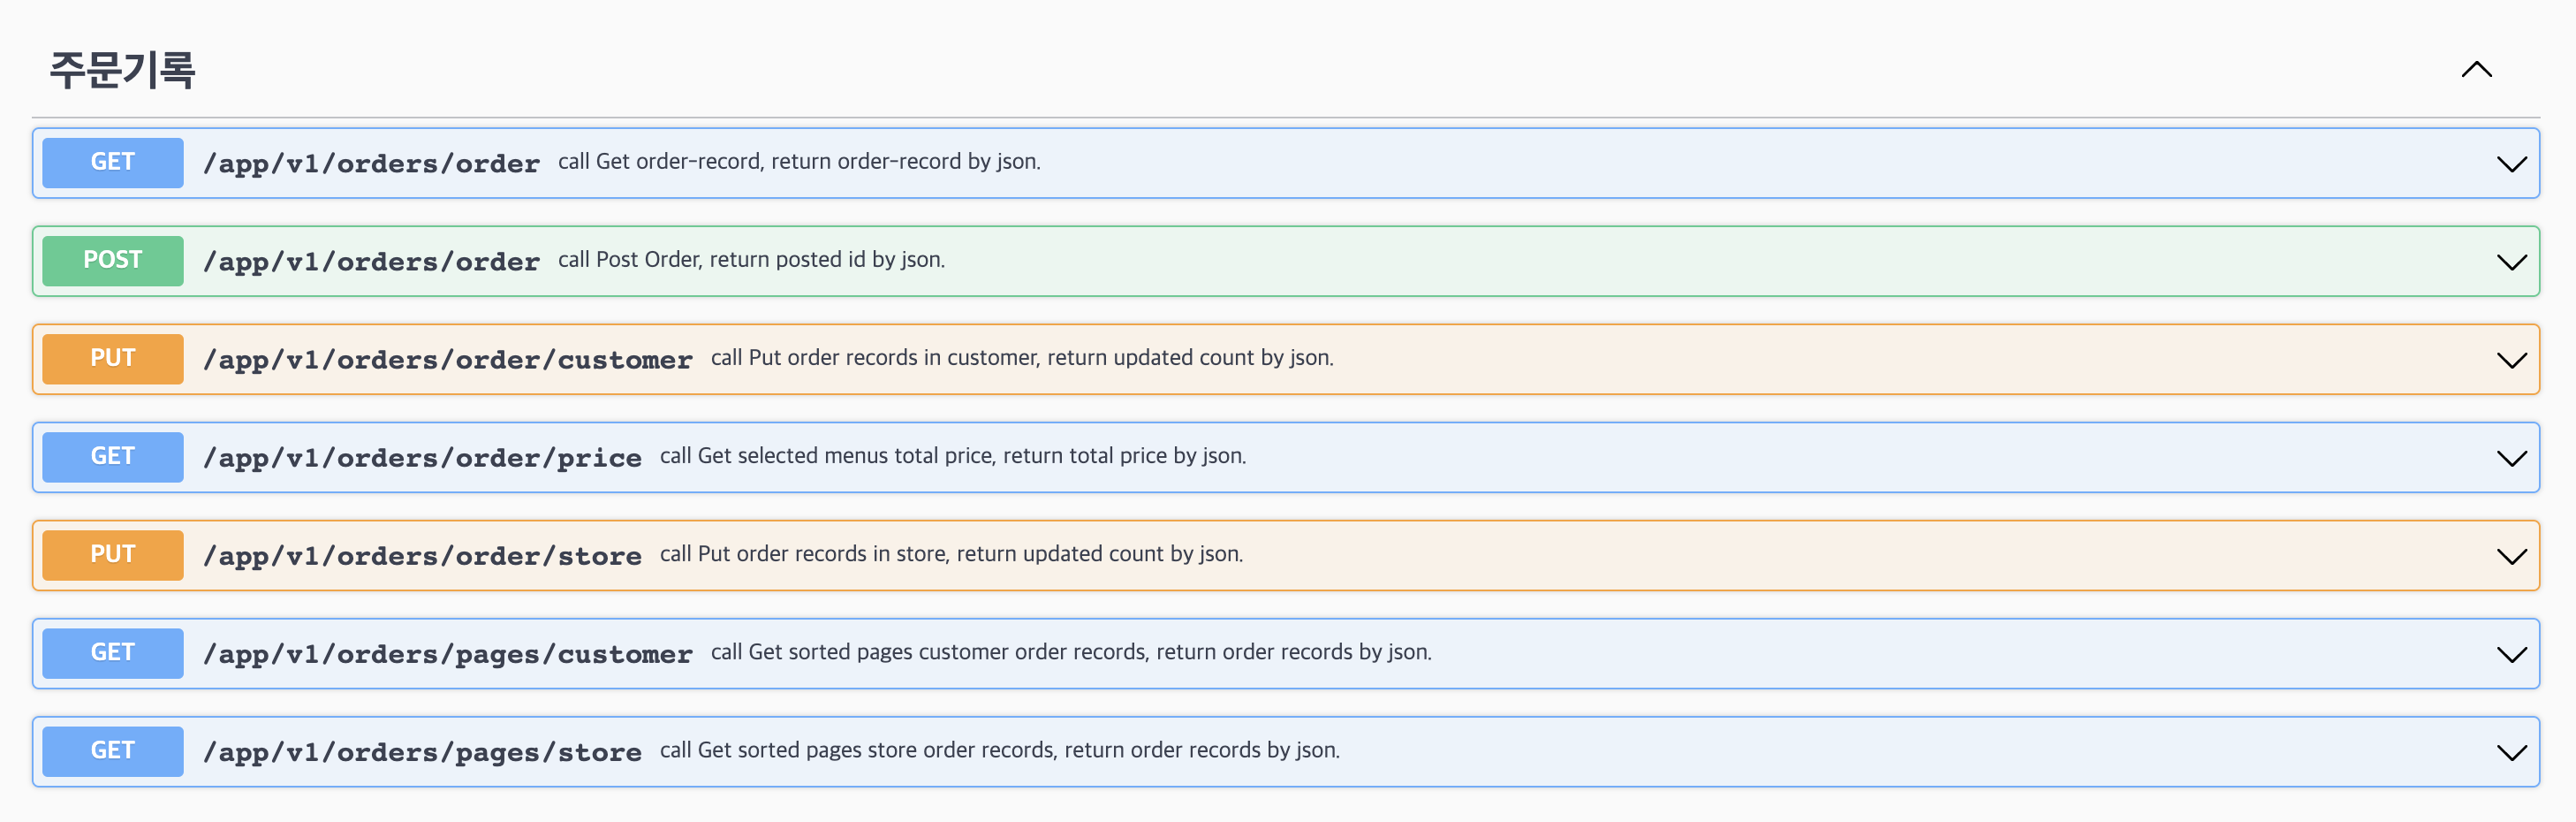 주문기록
GET /app/v1/orders/order call Get order-record, return order-record by json.
POST /app/v1/orders/order call Post Order, return posted id by json.
PUT /app/v1/orders/order/customer call Put order records in customer, return updated count by json.
GET /app/v1/orders/order/price call Get selected menus total price, return total price by json.
PUT /app/v1/orders/order/store call Put order records in store, return updated count by json.
GET /app/v1/orders/pages/customer call Get sorted pages customer order records, return order records by json.
GET /app/v1/orders/pages/store call Get sorted pages store order records, return order records by json.